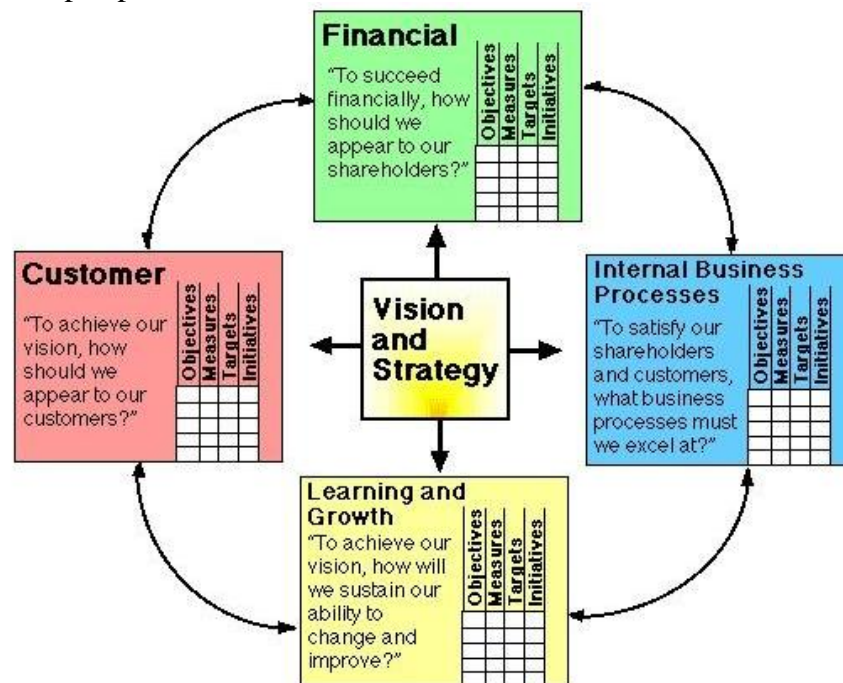 Financial
“To succeed
financially, how
should we
appear to our
shareholders?”
Objectives
Measures
Targets
Initiatives
Customer
“To achieve our
vision, how
should we
appear to our
customers?”
Objectives
Measures
Targets
Initiatives
Vision
and
Strategy
Internal Business
Processes
“To satisfy our
shareholders
and customers,
what business
processes must
we excel at?”
Objectives
Measures
Targets
Initiatives
Learning and
Growth
“To achieve our
vision, how will
we sustain our
ability to
change and
improve?”
Objectives
Measures
Targets
Initiatives